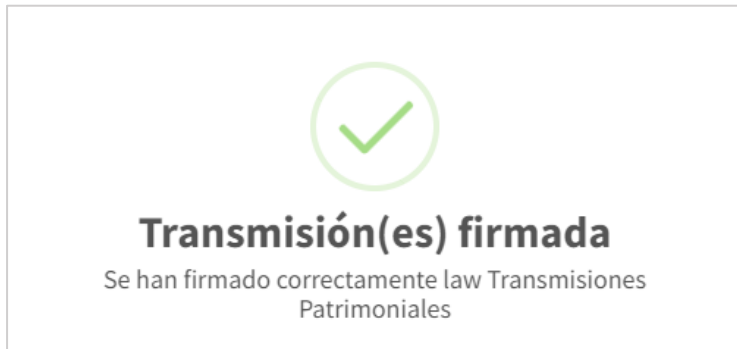 Transmisión(es) firmada
Se han firmado correctamente law Transmisiones
Patrimoniales